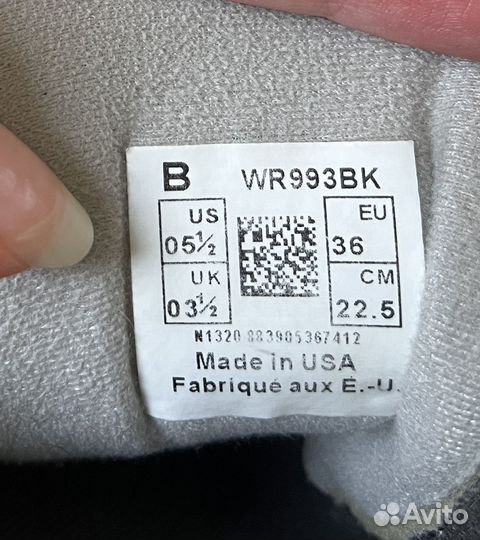 B WR993BK
US 05½ EU 36
UK 03½ CM 22.5
N1320 883905367412
Made in USA
Fabriqué aux É.-U.
Avito